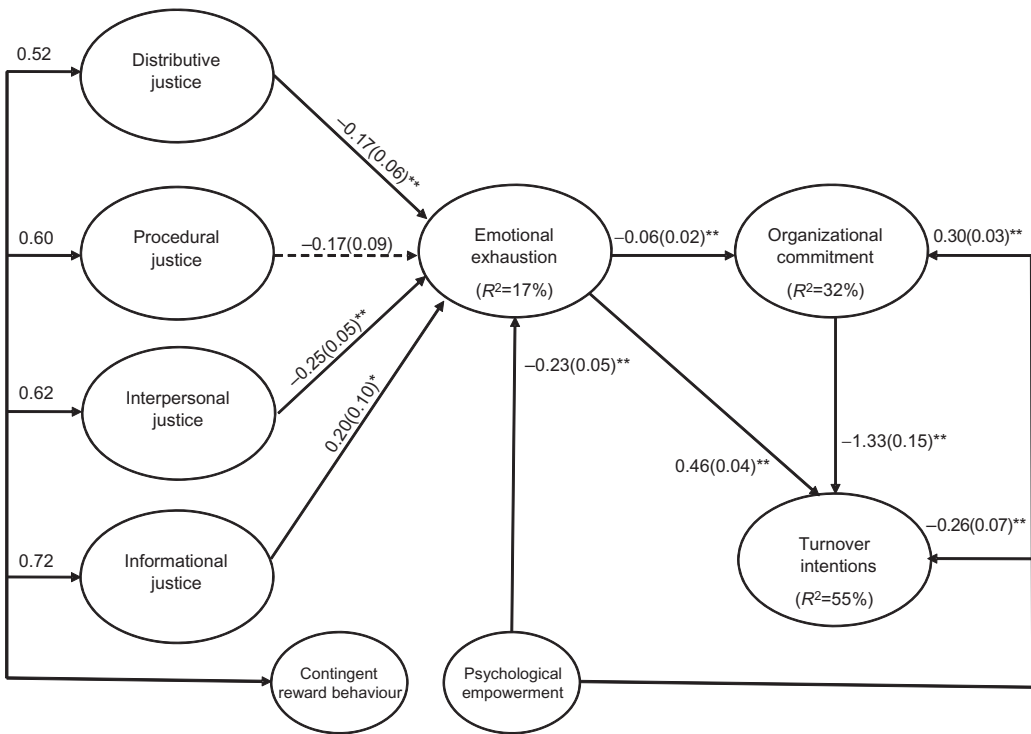 0.52
Distributive
justice
–0.17(0.06)**
0.60
Procedural
justice
–0.17(0.09)
Emotional
exhaustion
(R²=17%)
–0.06(0.02)**
Organizational
commitment
(R²=32%)
0.30(0.03)**
0.62
Interpersonal
justice
–0.25(0.05)**
0.20(0.10)*
–0.23(0.05)**
0.46(0.04)**
–1.33(0.15)**
0.72
Informational
justice
Turnover
intentions
(R²=55%)
–0.26(0.07)**
Contingent
reward behaviour
Psychological
empowerment